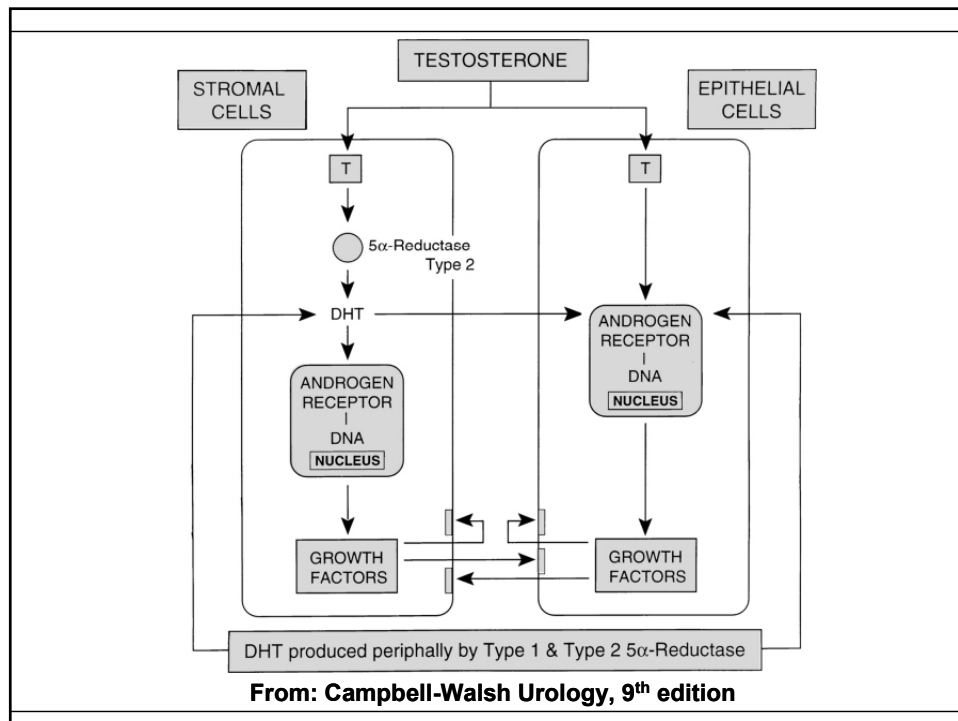 TESTOSTERONE
STROMAL
CELLS
EPITHELIAL
CELLS
T
T
5α-Reductase
Type 2
DHT
ANDROGEN
RECEPTOR
DNA
NUCLEUS
ANDROGEN
RECEPTOR
DNA
NUCLEUS
GROWTH
FACTORS
GROWTH
FACTORS
DHT produced periphally by Type 1 & Type 2 5α-Reductase
From: Campbell-Walsh Urology, 9th edition